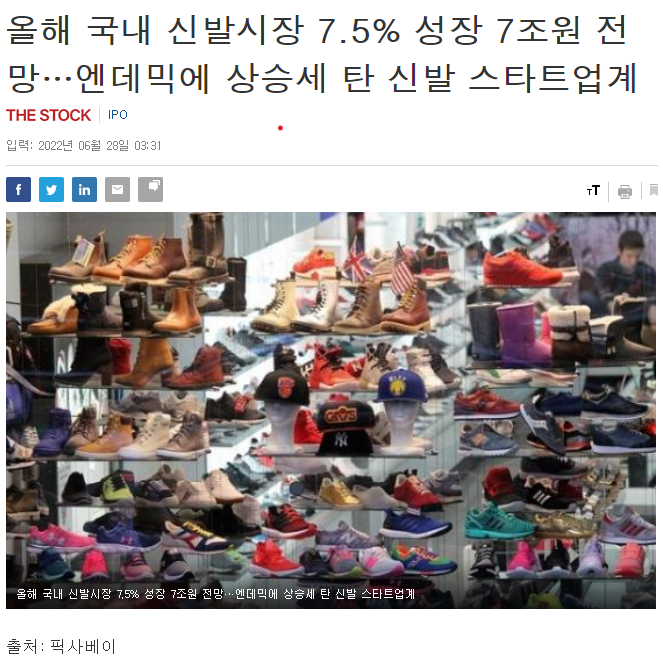 올해 국내 신발시장 7.5% 성장 7조원 전
망…엔데믹에 상승세 탄 신발 스타트업계
THE STOCK IPO
입력: 2022년 06월 28일 03:31
f in TT
CAVS
NY
올해 국내 신발시장 7.5% 성장 7조원 전망…엔데믹에 상승세 탄 신발 스타트업계
출처: 픽사베이